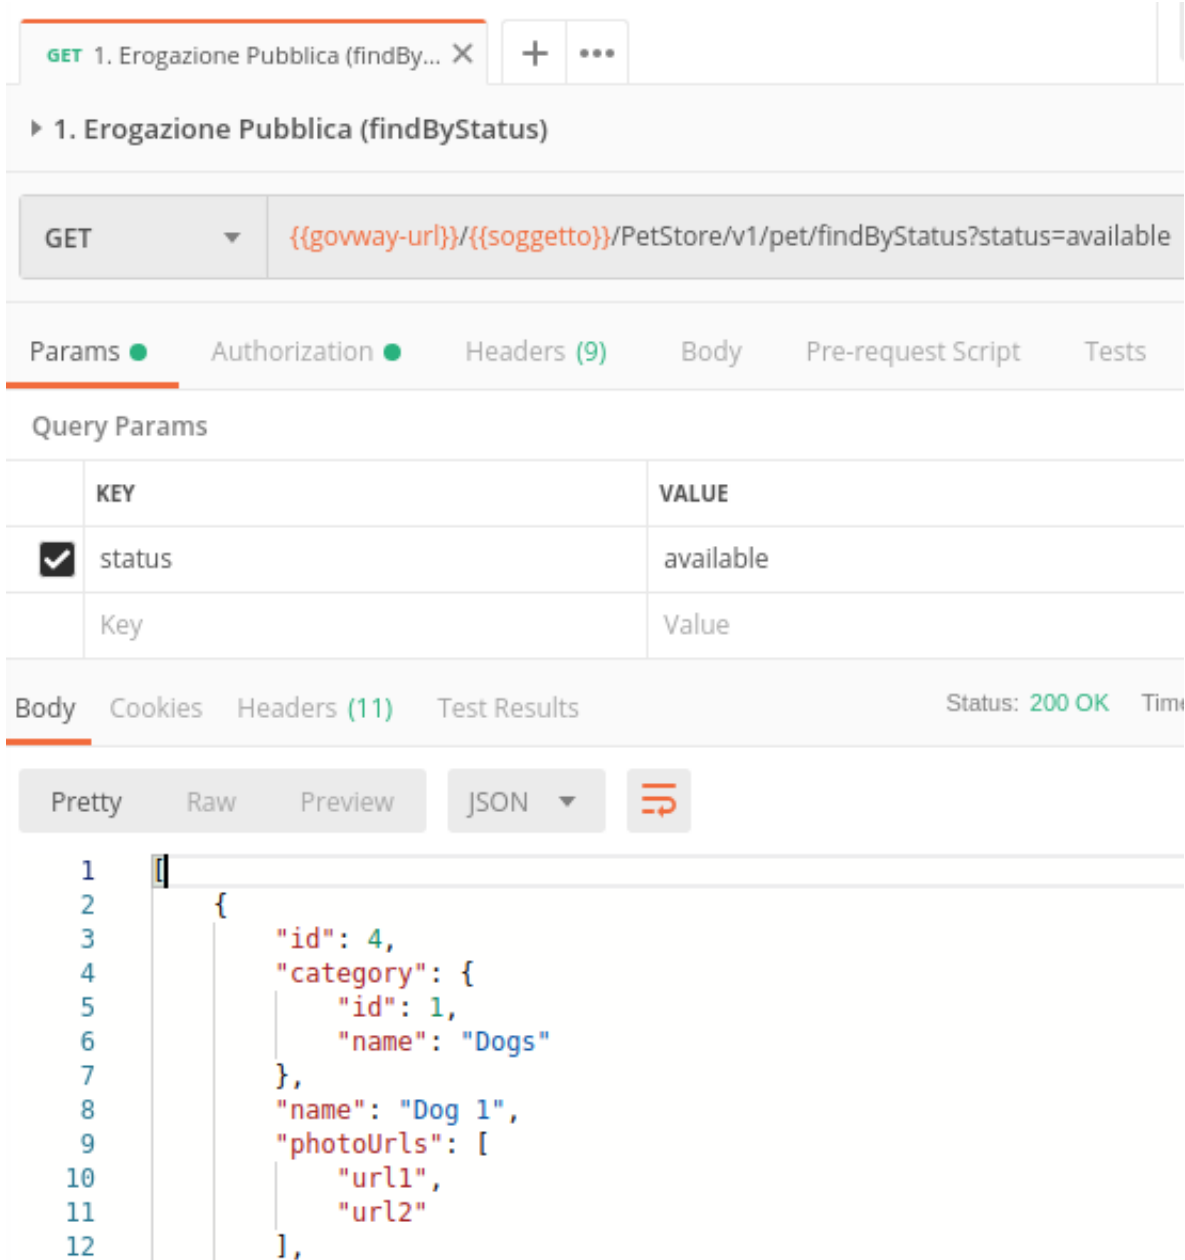 GET 1. Erogazione Pubblica (findBy...
1. Erogazione Pubblica (findByStatus)
GET {{govway-url}}/{{soggetto}}/PetStore/v1/pet/findByStatus?status=available
Params Authorization Headers (9) Body Pre-request Script Tests
Query Params
KEY VALUE
status available
Key Value
Body Cookies Headers (11) Test Results Status: 200 OK Time
Pretty Raw Preview JSON
1 [
2 {
3 "id": 4,
4 "category": {
5 "id": 1,
6 "name": "Dogs"
7 },
8 "name": "Dog 1",
9 "photoUrls": [
10 "url1",
11 "url2"
12 ],